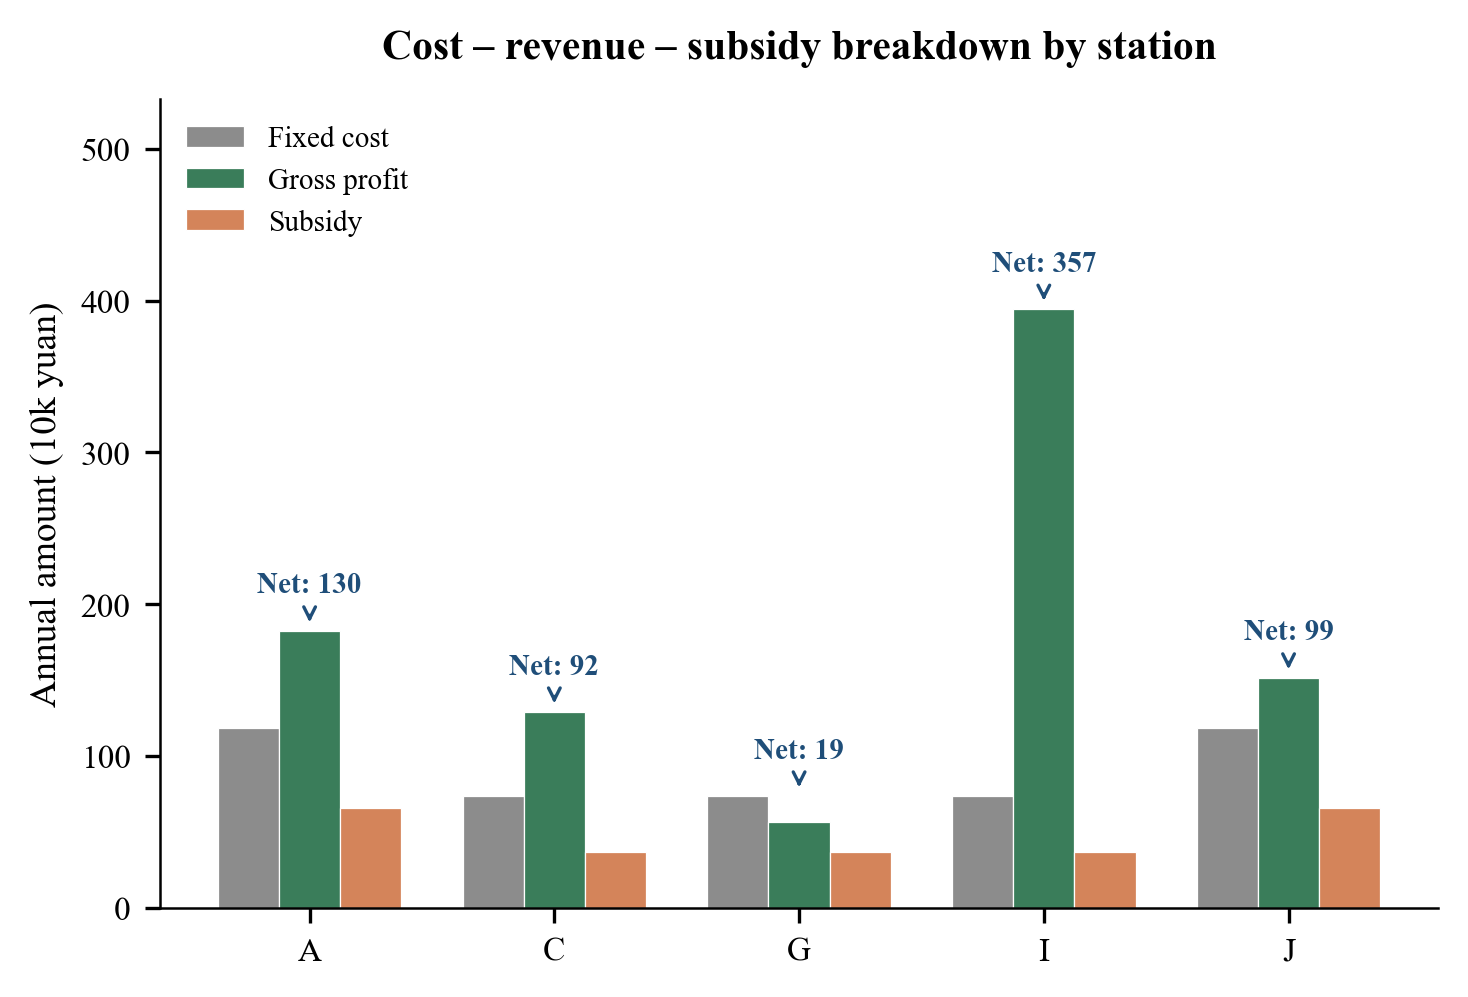 Cost – revenue – subsidy breakdown by station
Fixed cost
Gross profit
Subsidy
Annual amount (10k yuan)
500
400
300
200
100
0
Net: 130
Net: 92
Net: 19
Net: 357
Net: 99
A
C
G
I
J